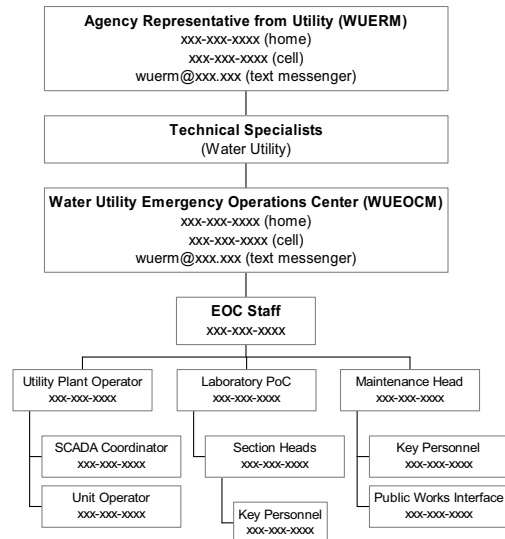 Agency Representative from Utility (WUERM)
xxx-xxx-xxxx (home)
xxx-xxx-xxxx (cell)
wuerm@xxx.xxx (text messenger)
Technical Specialists
(Water Utility)
Water Utility Emergency Operations Center (WUEOCM)
xxx-xxx-xxxx (home)
xxx-xxx-xxxx (cell)
wuerm@xxx.xxx (text messenger)
EOC Staff
xxx-xxx-xxxx
Utility Plant Operator
xxx-xxx-xxxx
SCADA Coordinator
xxx-xxx-xxxx
Unit Operator
xxx-xxx-xxxx
Laboratory PoC
xxx-xxx-xxxx
Section Heads
xxx-xxx-xxxx
Key Personnel
xxx-xxx-xxxx
Maintenance Head
xxx-xxx-xxxx
Key Personnel
xxx-xxx-xxxx
Public Works Interface
xxx-xxx-xxxx